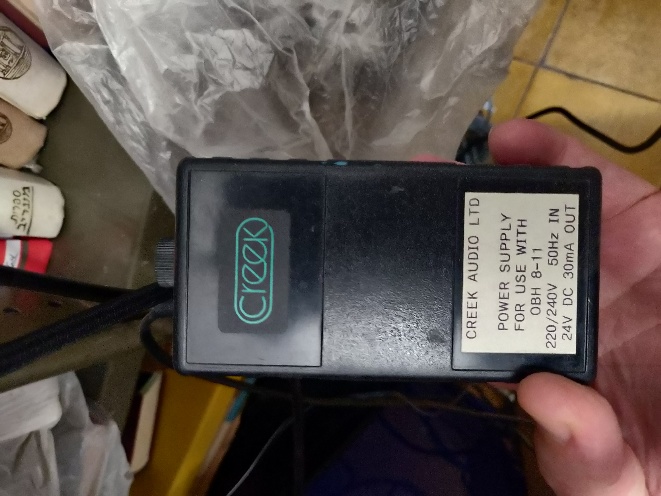 creek
CREEK AUDIO LTD
POWER SUPPLY
FOR USE WITH
OBH 8-11
220/240V 50Hz IN
24V DC 30mA OUT